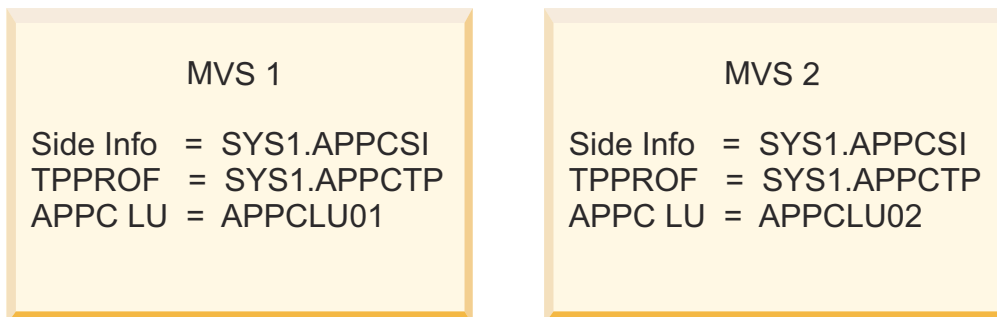 MVS 1
Side Info = SYS1.APPCSI
TPPROF = SYS1.APPCTP
APPC LU = APPCLU01
MVS 2
Side Info = SYS1.APPCSI
TPPROF = SYS1.APPCTP
APPC LU = APPCLU02